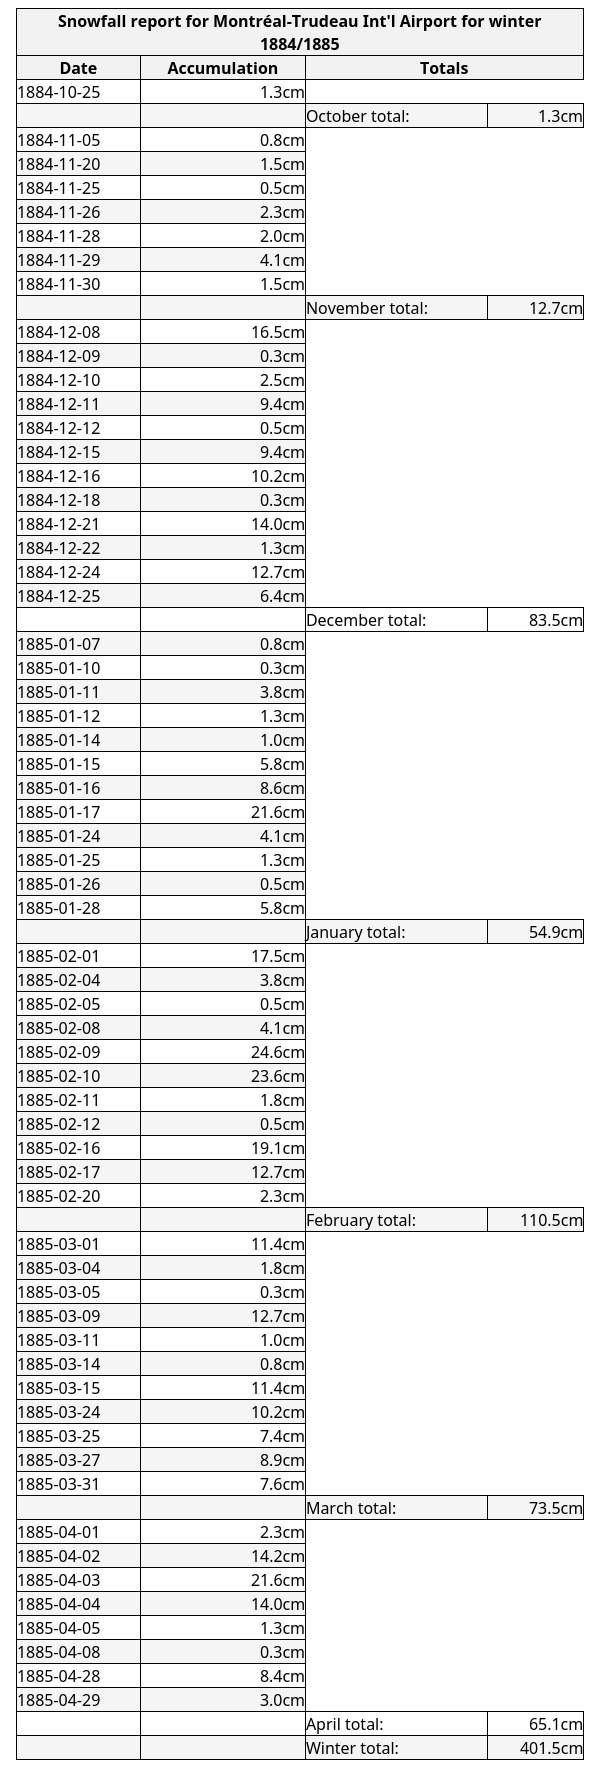 Snowfall report for Montréal-Trudeau Int'l Airport for winter
1884/1885
Date Accumulation Totals
1884-10-25 1.3cm
October total: 1.3cm
1884-11-05 0.8cm
1884-11-20 1.5cm
1884-11-25 0.5cm
1884-11-26 2.3cm
1884-11-28 2.0cm
1884-11-29 4.1cm
1884-11-30 1.5cm
November total: 12.7cm
1884-12-08 16.5cm
1884-12-09 0.3cm
1884-12-10 2.5cm
1884-12-11 9.4cm
1884-12-12 0.5cm
1884-12-15 9.4cm
1884-12-16 10.2cm
1884-12-18 0.3cm
1884-12-21 14.0cm
1884-12-22 1.3cm
1884-12-24 12.7cm
1884-12-25 6.4cm
December total: 83.5cm
1885-01-07 0.8cm
1885-01-10 0.3cm
1885-01-11 3.8cm
1885-01-12 1.3cm
1885-01-14 1.0cm
1885-01-15 5.8cm
1885-01-16 8.6cm
1885-01-17 21.6cm
1885-01-24 4.1cm
1885-01-25 1.3cm
1885-01-26 0.5cm
1885-01-28 5.8cm
January total: 54.9cm
1885-02-01 17.5cm
1885-02-04 3.8cm
1885-02-05 0.5cm
1885-02-08 4.1cm
1885-02-09 24.6cm
1885-02-10 23.6cm
1885-02-11 1.8cm
1885-02-12 0.5cm
1885-02-16 19.1cm
1885-02-17 12.7cm
1885-02-20 2.3cm
February total: 110.5cm
1885-03-01 11.4cm
1885-03-04 1.8cm
1885-03-05 0.3cm
1885-03-09 12.7cm
1885-03-11 1.0cm
1885-03-14 0.8cm
1885-03-15 11.4cm
1885-03-24 10.2cm
1885-03-25 7.4cm
1885-03-27 8.9cm
1885-03-31 7.6cm
March total: 73.5cm
1885-04-01 2.3cm
1885-04-02 14.2cm
1885-04-03 21.6cm
1885-04-04 14.0cm
1885-04-05 1.3cm
1885-04-08 0.3cm
1885-04-28 8.4cm
1885-04-29 3.0cm
April total: 65.1cm
Winter total: 401.5cm